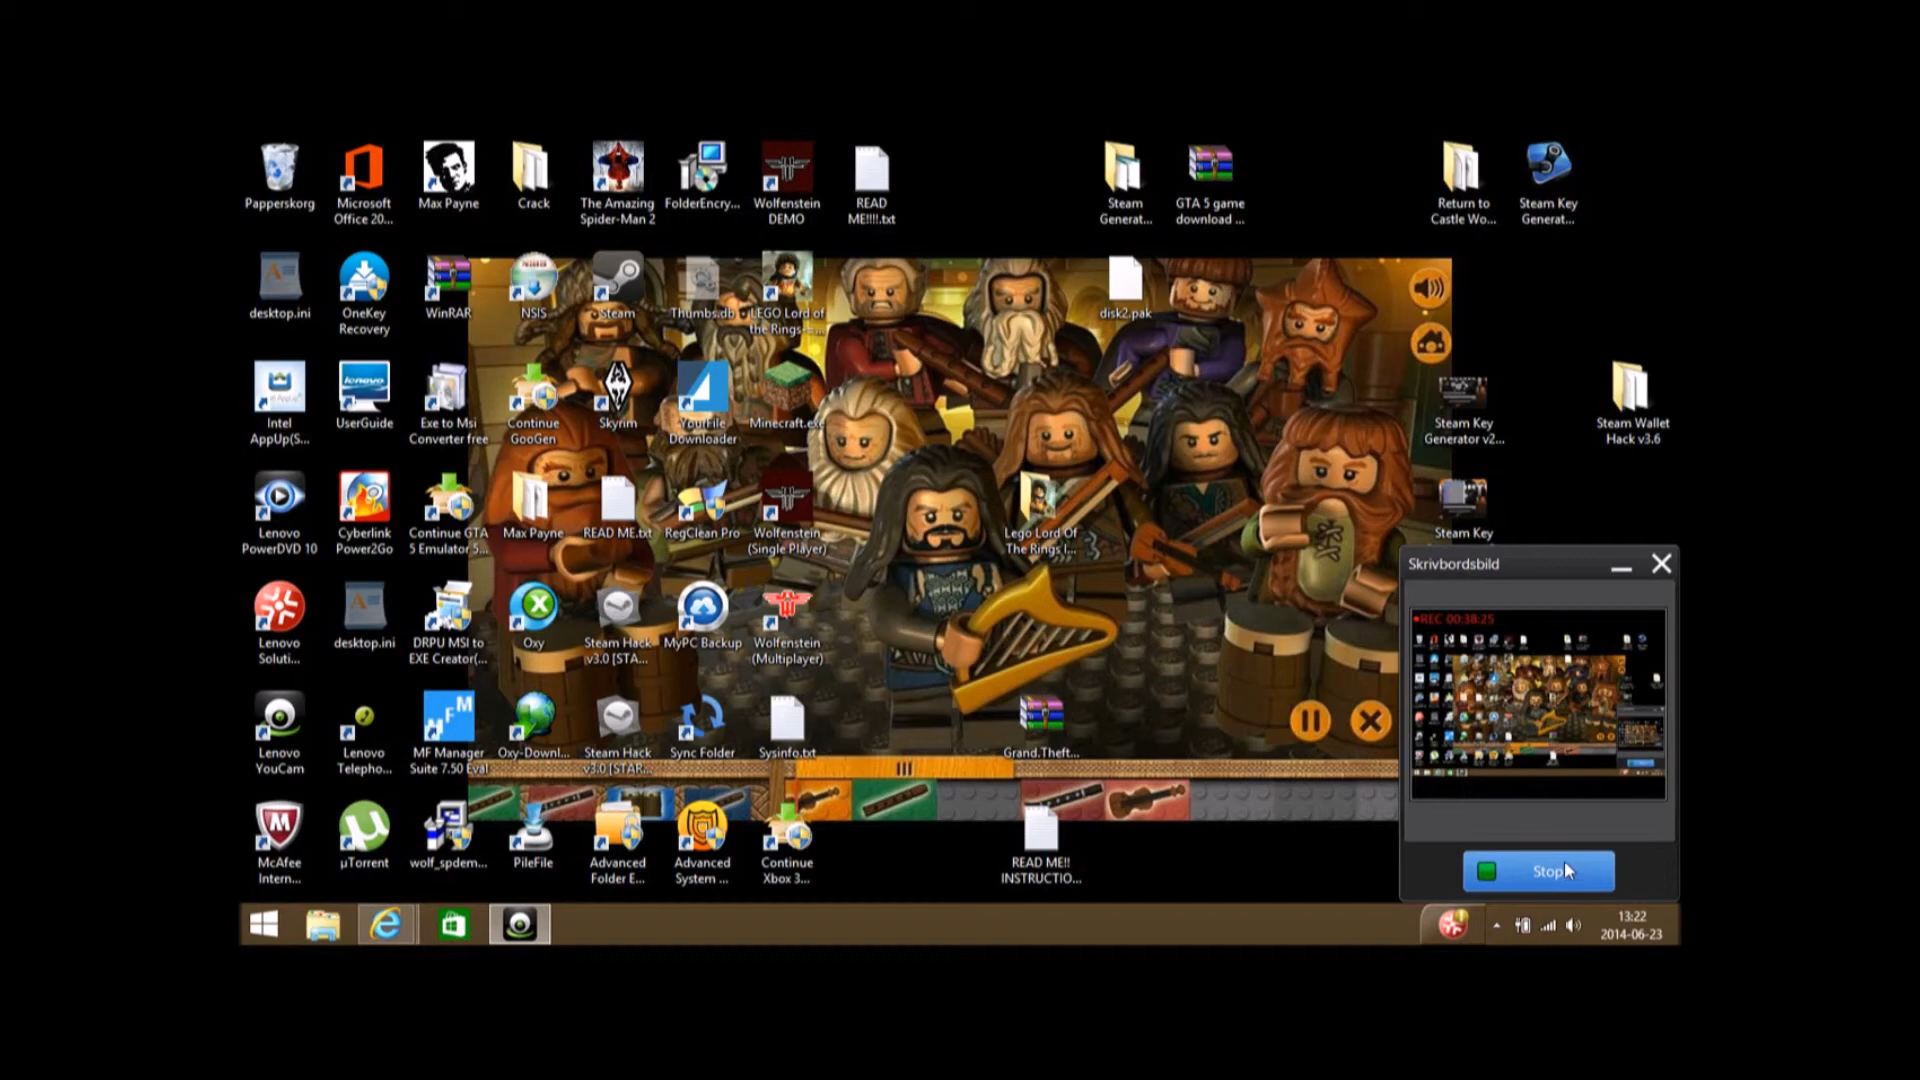 Papperskorg
Microsoft
Office 20...
Max Payne
Crack
The Amazing
Spider-Man 2
FolderEncry...
Wolfenstein
DEMO
READ
ME!!!!.txt
Steam
Generat...
GTA 5 game
download ...
Return to
Castle Wo...
Steam Key
Generat...
desktop.ini
OneKey
Recovery
WinRAR
NSIS
Steam
Thumbs.db
LEGO Lord of
the Rings-=...
disk2.pak
Intel
AppUp(S...
UserGuide
Exe to Msi
Converter free
Continue
GooGen
Skyrim
YourFile
Downloader
Minecraft.exe
Steam Key
Generator v2...
Steam Wallet
Hack v3.6
Lenovo
PowerDVD 10
Cyberlink
Power2Go
Continue GTA
5 Emulator 5...
Max Payne
READ ME.txt
RegClean Pro
Wolfenstein
(Single Player)
Lego Lord Of
The Rings I...
Steam Key
Skrivbordsbild
REC 00:38:25
Lenovo
Soluti...
desktop.ini
DRPU MSI to
EXE Creator(...
Oxy
Steam Hack
v3.0 [STA...
MyPC Backup
Wolfenstein
(Multiplayer)
Lenovo
YouCam
Lenovo
Telepho...
MF Manager
Suite 7.50 Eval
Oxy-Downl...
Steam Hack
v3.0 [STAR...
Sync Folder
Sysinfo.txt
Grand.Theft...
McAfee
Intern...
µTorrent
wolf_spdem...
PileFile
Advanced
Folder E...
Advanced
System ...
Continue
Xbox 3...
READ ME!!
INSTRUCTIO...
Stop
13:22
2014-06-23